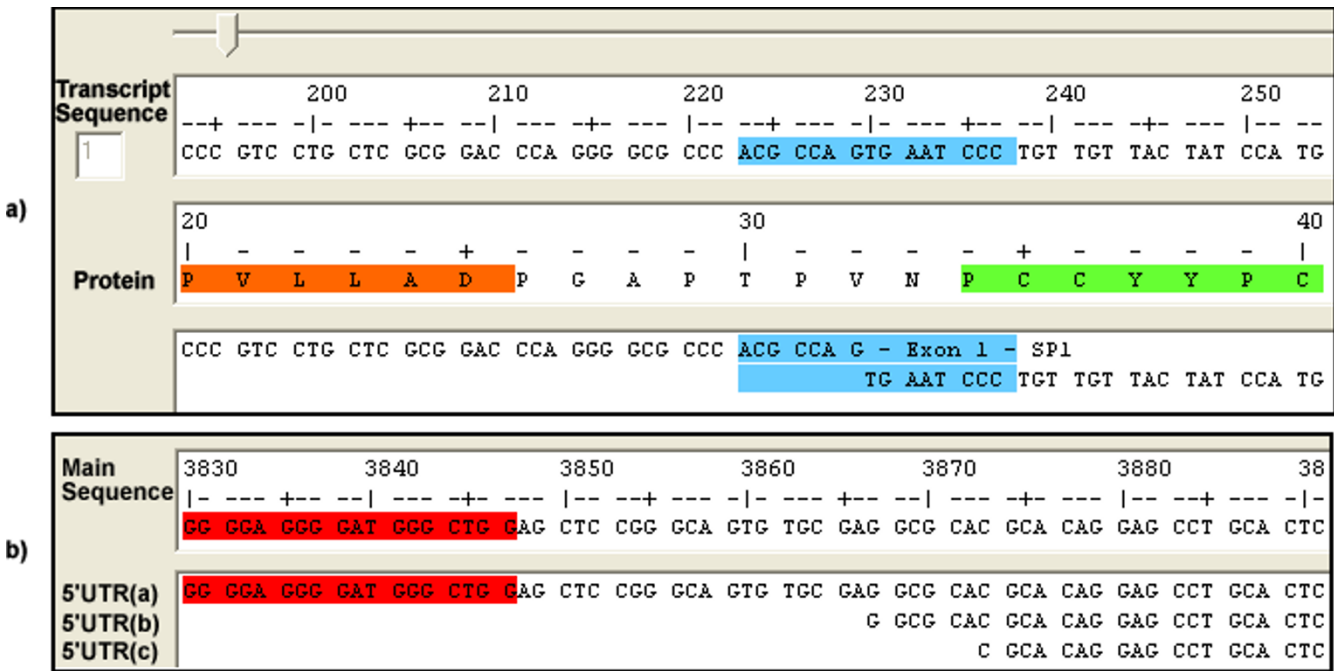 a)
Transcript Sequence
1
200 210 220 230 240 250
--+ --- -|- --- +-- --| --- -+- --- |-- --+ --- -|- --- +-- --| --- -+- --- |-- --
CCC GTC CTG CTC GCG GAC CCA GGG GCG CCC ACG CCA GTG AAT CCC TGT TGT TAC TAT CCA TG
20 30 40
| - - - - + - - - - | - - - - + - - - - |
Protein
P V L L A D P G A P T P V N P C C Y Y P C
CCC GTC CTG CTC GCG GAC CCA GGG GCG CCC ACG CCA G - Exon 1 - SP1
TG AAT CCC TGT TGT TAC TAT CCA TG
b)
Main Sequence
3830 3840 3850 3860 3870 3880 38
|- --- +-- --| --- -+- --- |-- --+ --- -|- --- +-- --| --- -+- --- |-- --+ --- -|-
GG GGA GGG GAT GGG CTG GAG CTC CGG GCA GTG TGC GAG GCG CAC GCA CAG GAG CCT GCA CTC
5'UTR(a) GG GGA GGG GAT GGG CTG GAG CTC CGG GCA GTG TGC GAG GCG CAC GCA CAG GAG CCT GCA CTC
5'UTR(b) G GCG CAC GCA CAG GAG CCT GCA CTC
5'UTR(c) C GCA CAG GAG CCT GCA CTC